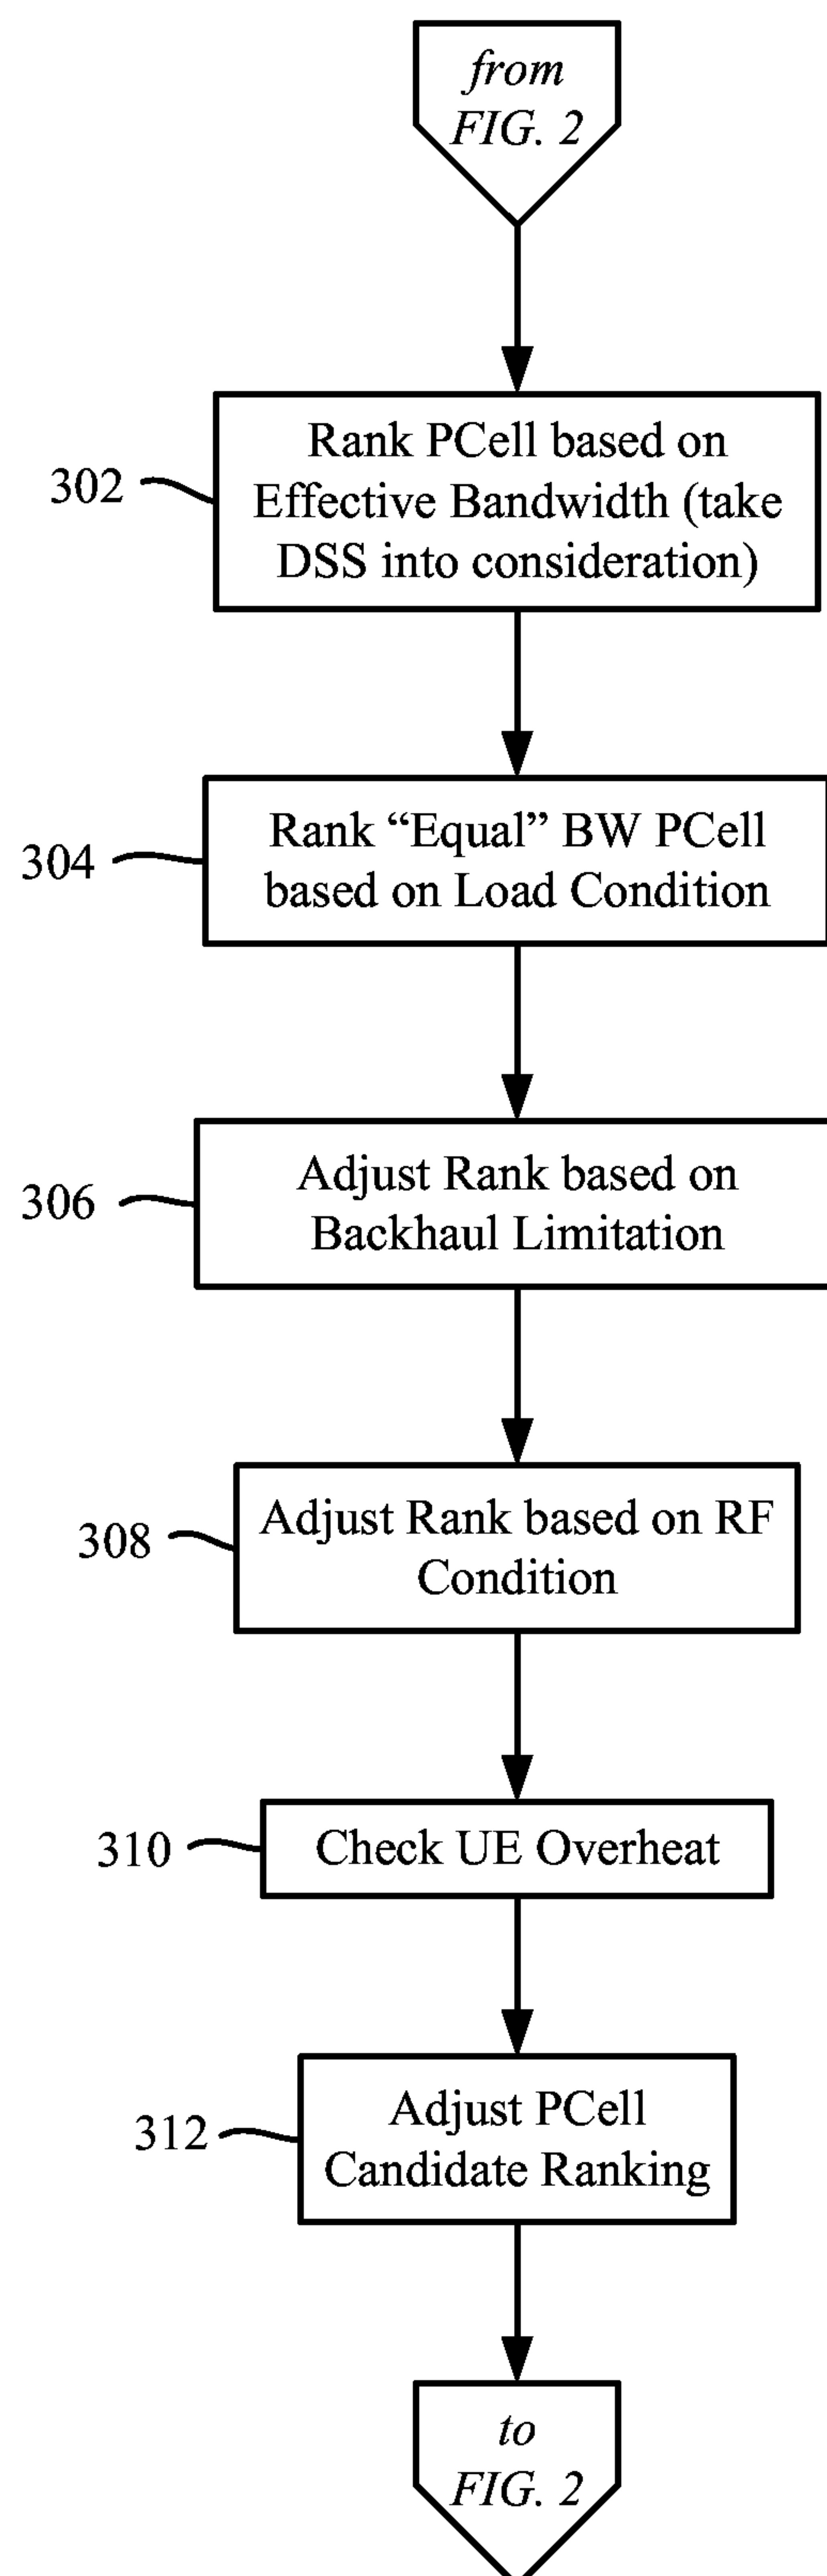 from
FIG. 2
302
Rank PCell based on
Effective Bandwidth (take
DSS into consideration)
304
Rank “Equal” BW PCell
based on Load Condition
306
Adjust Rank based on
Backhaul Limitation
308
Adjust Rank based on RF
Condition
310
Check UE Overheat
312
Adjust PCell
Candidate Ranking
to
FIG. 2